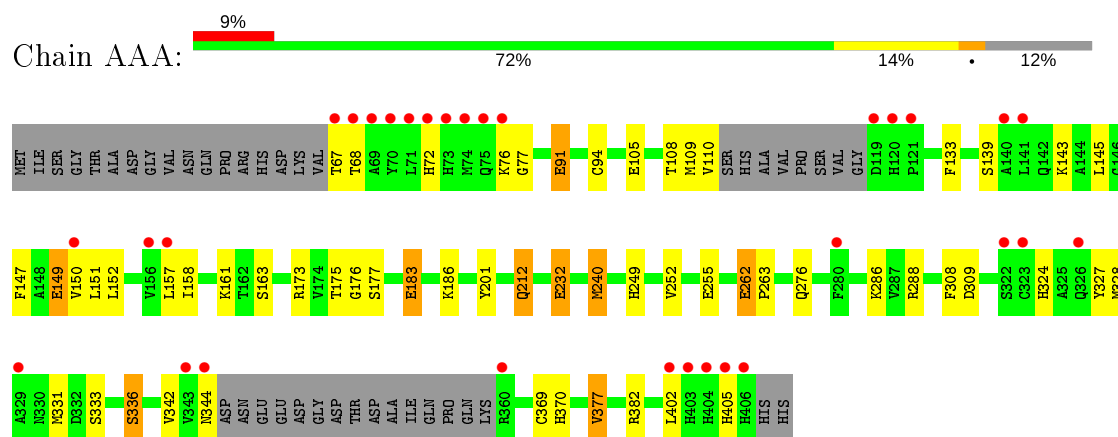 9%
Chain AAA:
72% 14% • 12%
MET ILE SER GLY THR ALA ASP GLY VAL ASN GLN PRO ARG HIS ASP LYS VAL T67 T68 A69 Y70 L71 H72 H73 M74 Q75 K76 G77 E91 C94 E105 T108 M109 V110 SER HIS ALA VAL PRO SER VAL GLY D119 H120 P121 F133 S139 A140 L141 Q142 K143 A144 L145 G146
F147 A148 E149 V150 L151 L152 V156 L157 I158 K161 T162 S163 R173 V174 T175 G176 S177 E183 K186 Y201 Q212 E232 M240 H249 V252 E255 E262 P263 Q276 F280 K286 V287 R288 F308 D309 S322 C323 H324 A325 Q326 Y327 M328
A329 N330 M331 D332 S333 S336 V342 V343 N344 ASP ASN GLU GLU ASP GLY ASP THR ASP ALA ILE GLN PRO GLN LYS R360 C369 H370 V377 R382 L402 H403 H404 H405 H406 HIS HIS